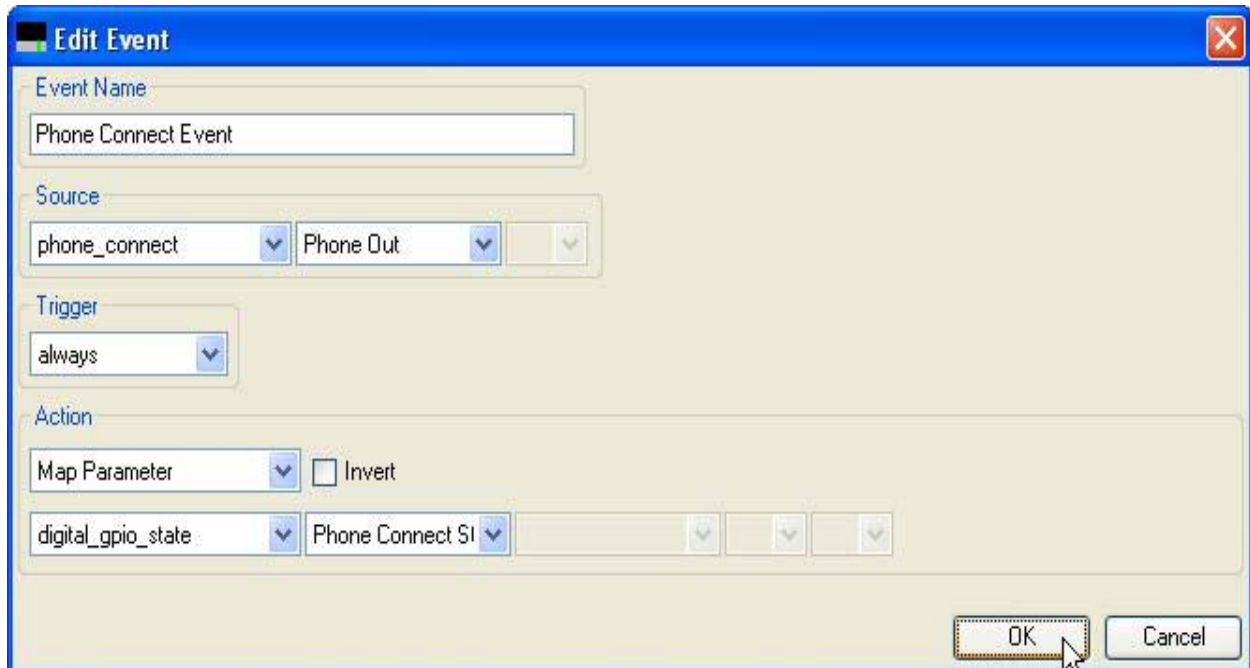 Edit Event
Event Name
Phone Connect Event
Source
phone_connect Phone Out
Trigger
always
Action
Map Parameter Invert
digital_gpio_state Phone Connect
OK Cancel